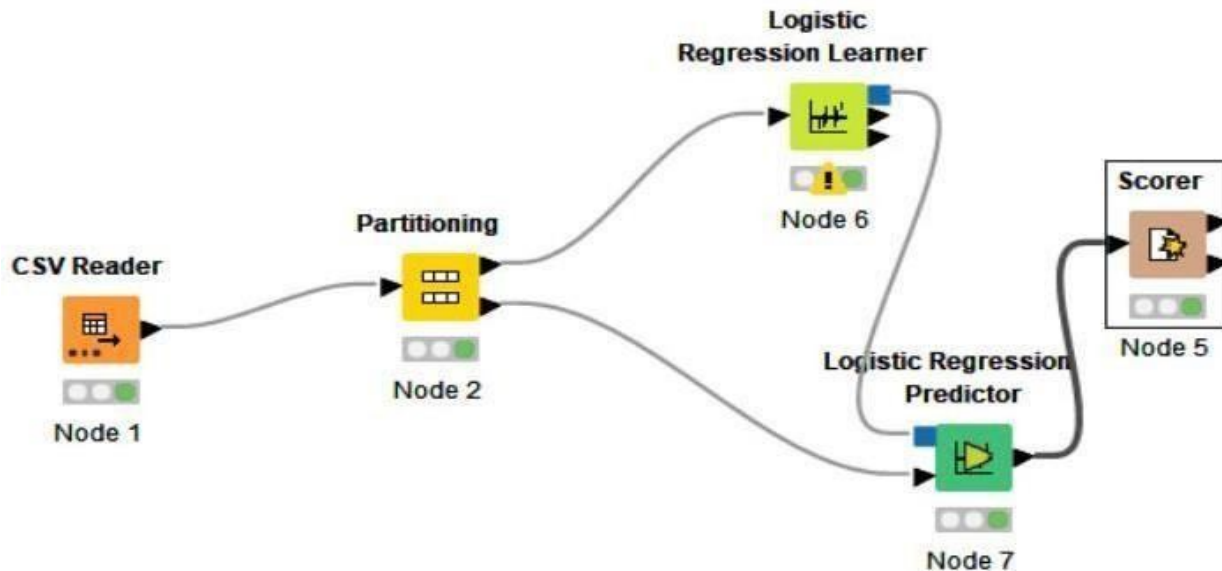 Logistic
Regression Learner
Node 6
Scorer
Node 5
Partitioning
Node 2
CSV Reader
Node 1
Logistic Regression
Predictor
Node 7